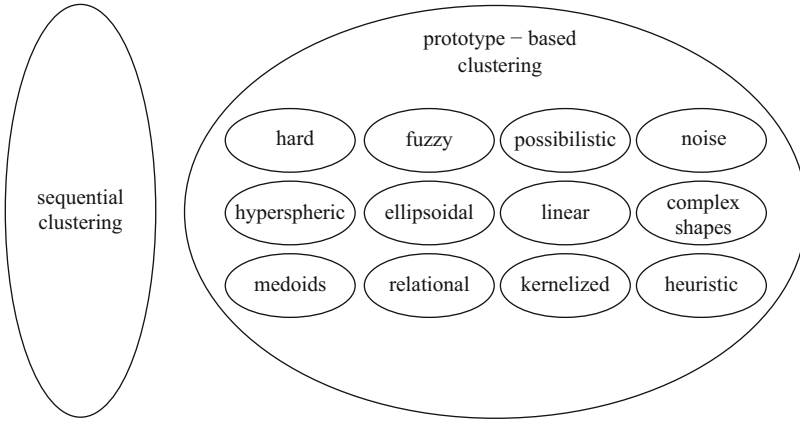 prototype – based
clustering
hard
fuzzy
possibilistic
noise
sequential
clustering
hyperspheric
ellipsoidal
linear
complex
shapes
medoids
relational
kernelized
heuristic